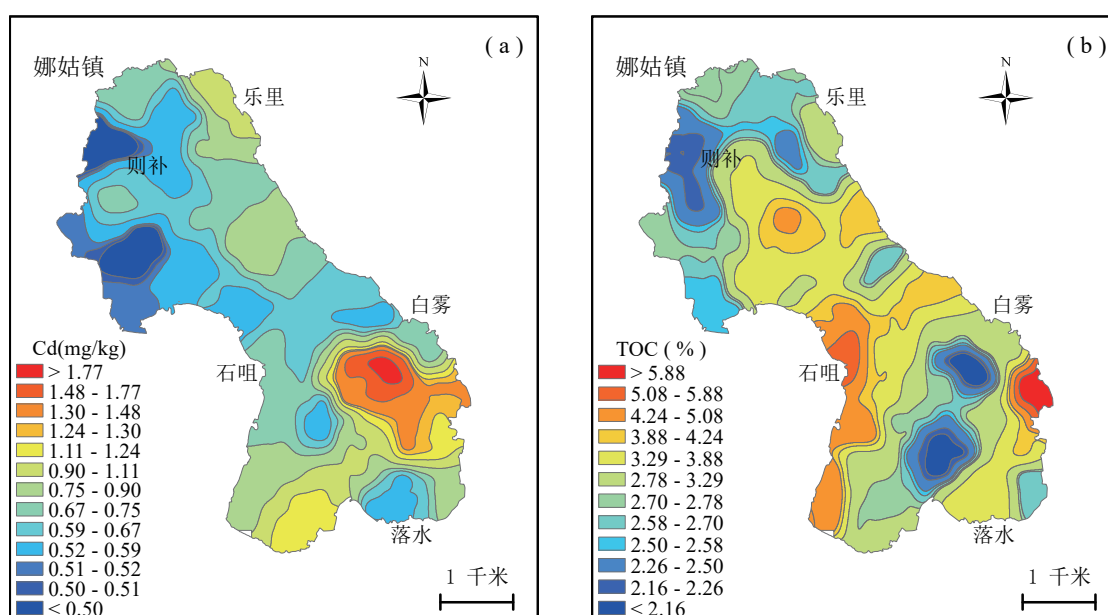 ( a )
娜姑镇
N
乐里
则补
白雾
石咀
落水
Cd(mg/kg)
> 1.77
1.48 - 1.77
1.30 - 1.48
1.24 - 1.30
1.11 - 1.24
0.90 - 1.11
0.75 - 0.90
0.67 - 0.75
0.59 - 0.67
0.52 - 0.59
0.51 - 0.52
0.50 - 0.51
< 0.50
1 千米
( b )
娜姑镇
N
乐里
则补
白雾
石咀
落水
TOC ( % )
> 5.88
5.08 - 5.88
4.24 - 5.08
3.88 - 4.24
3.29 - 3.88
2.78 - 3.29
2.70 - 2.78
2.58 - 2.70
2.50 - 2.58
2.26 - 2.50
2.16 - 2.26
< 2.16
1 千米